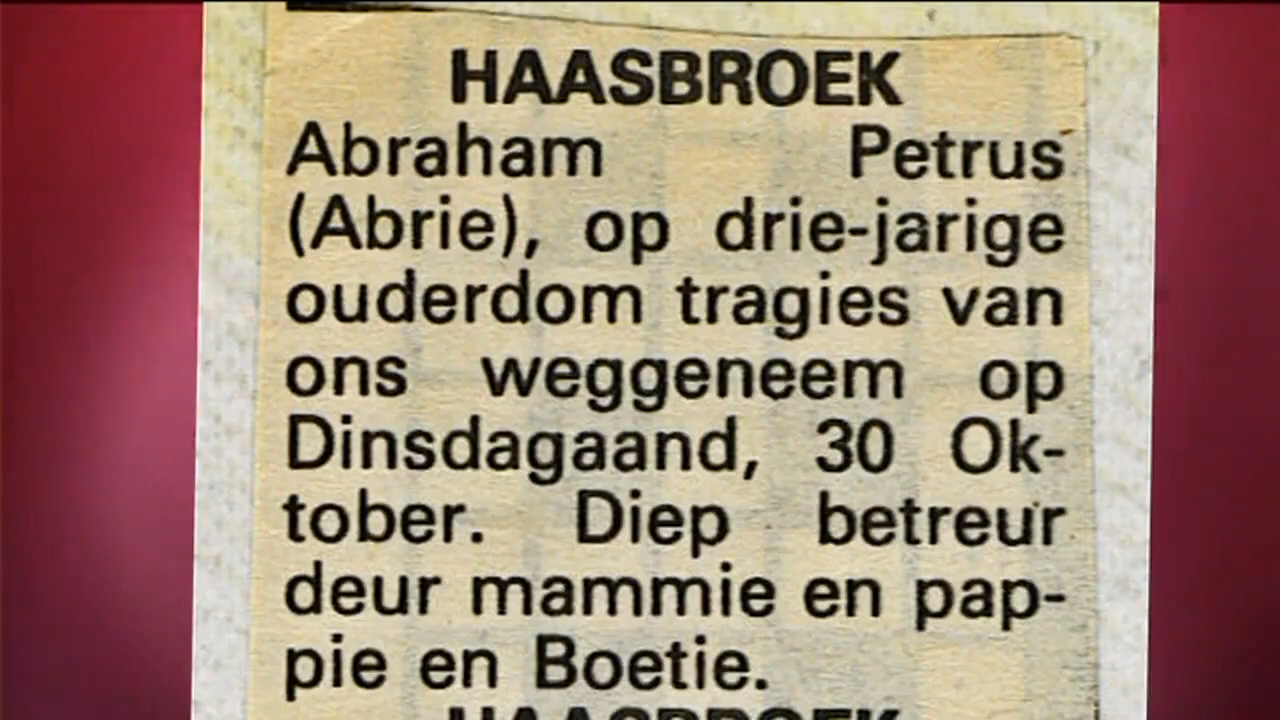 HAASBROEK
Abraham Petrus
(Abrie), op drie-jarige
ouderdom tragies van
ons weggeneem op
Dinsdagaand, 30 Ok-
tober. Diep betreur
deur mammie en pap-
pie en Boetie.
HAASBROEK